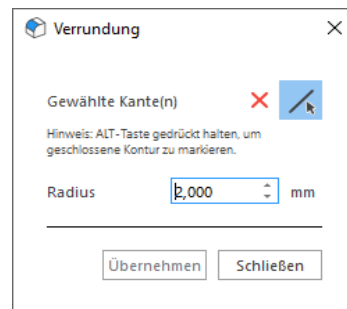 Verrundung
Gewählte Kante(n)
Hinweis: ALT-Taste gedrückt halten, um
geschlossene Kontur zu markieren.
Radius 2,000 mm
Übernehmen Schließen